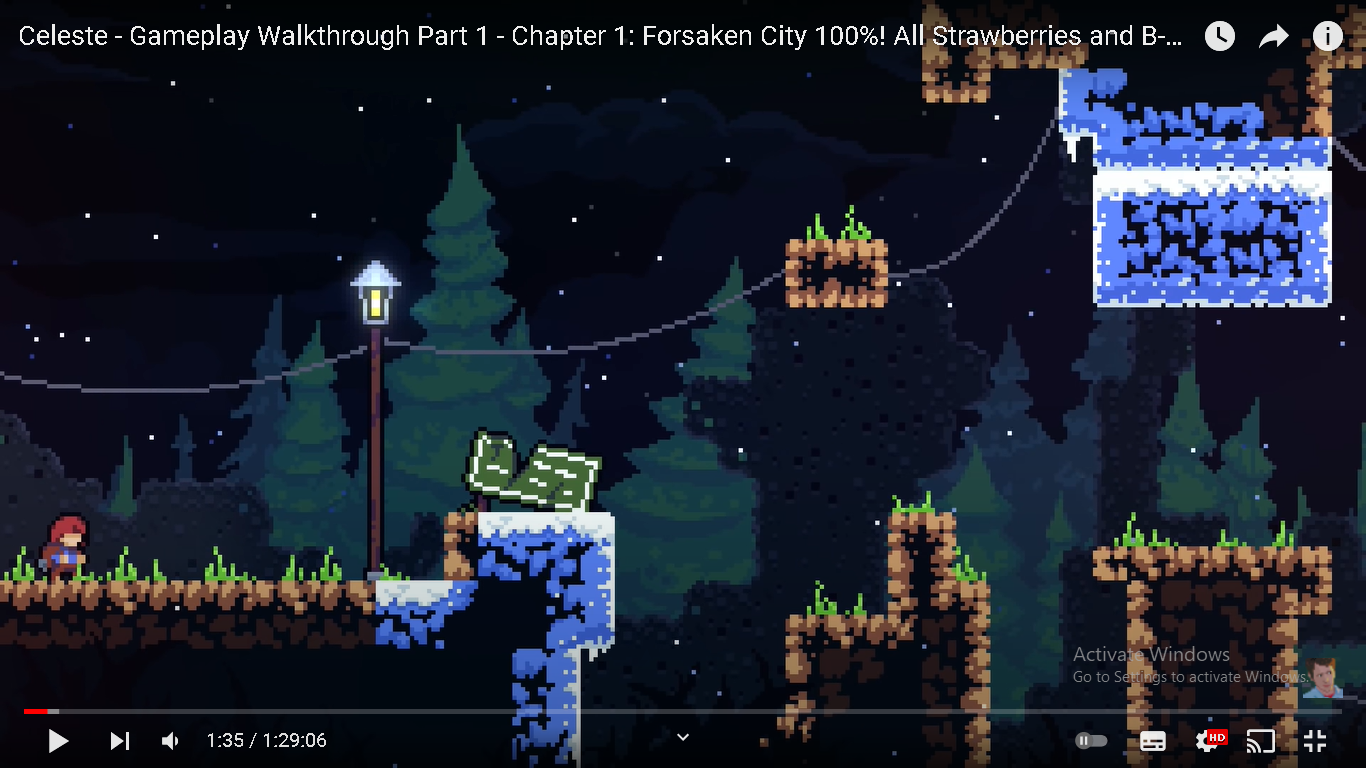 Celeste - Gameplay Walkthrough Part 1 - Chapter 1: Forsaken City 100%! All Strawberries and B-...
Activate Windows
Go to Settings to activate Windows.
1:35 / 1:29:06
HD